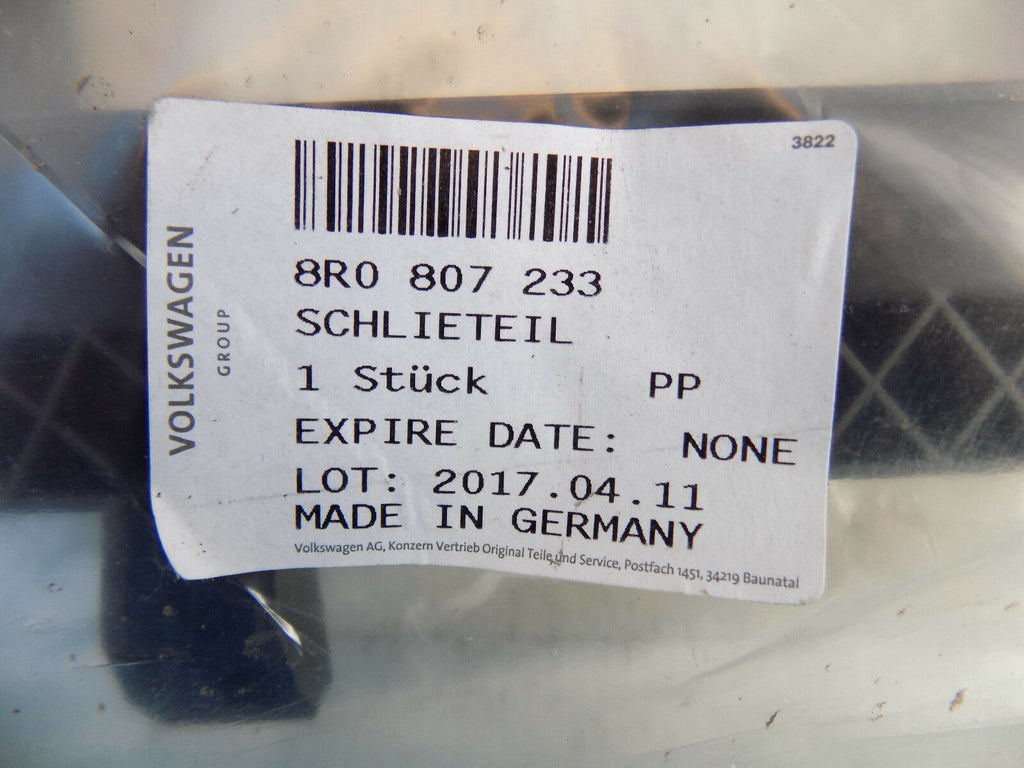 3822
VOLKSWAGEN
GROUP
8R0 807 233
SCHLIETEIL
1 Stück PP
EXPIRE DATE: NONE
LOT: 2017.04.11
MADE IN GERMANY
Volkswagen AG, Konzern Vertrieb Original Teile und Service, Postfach 1451, 34219 Baunatal